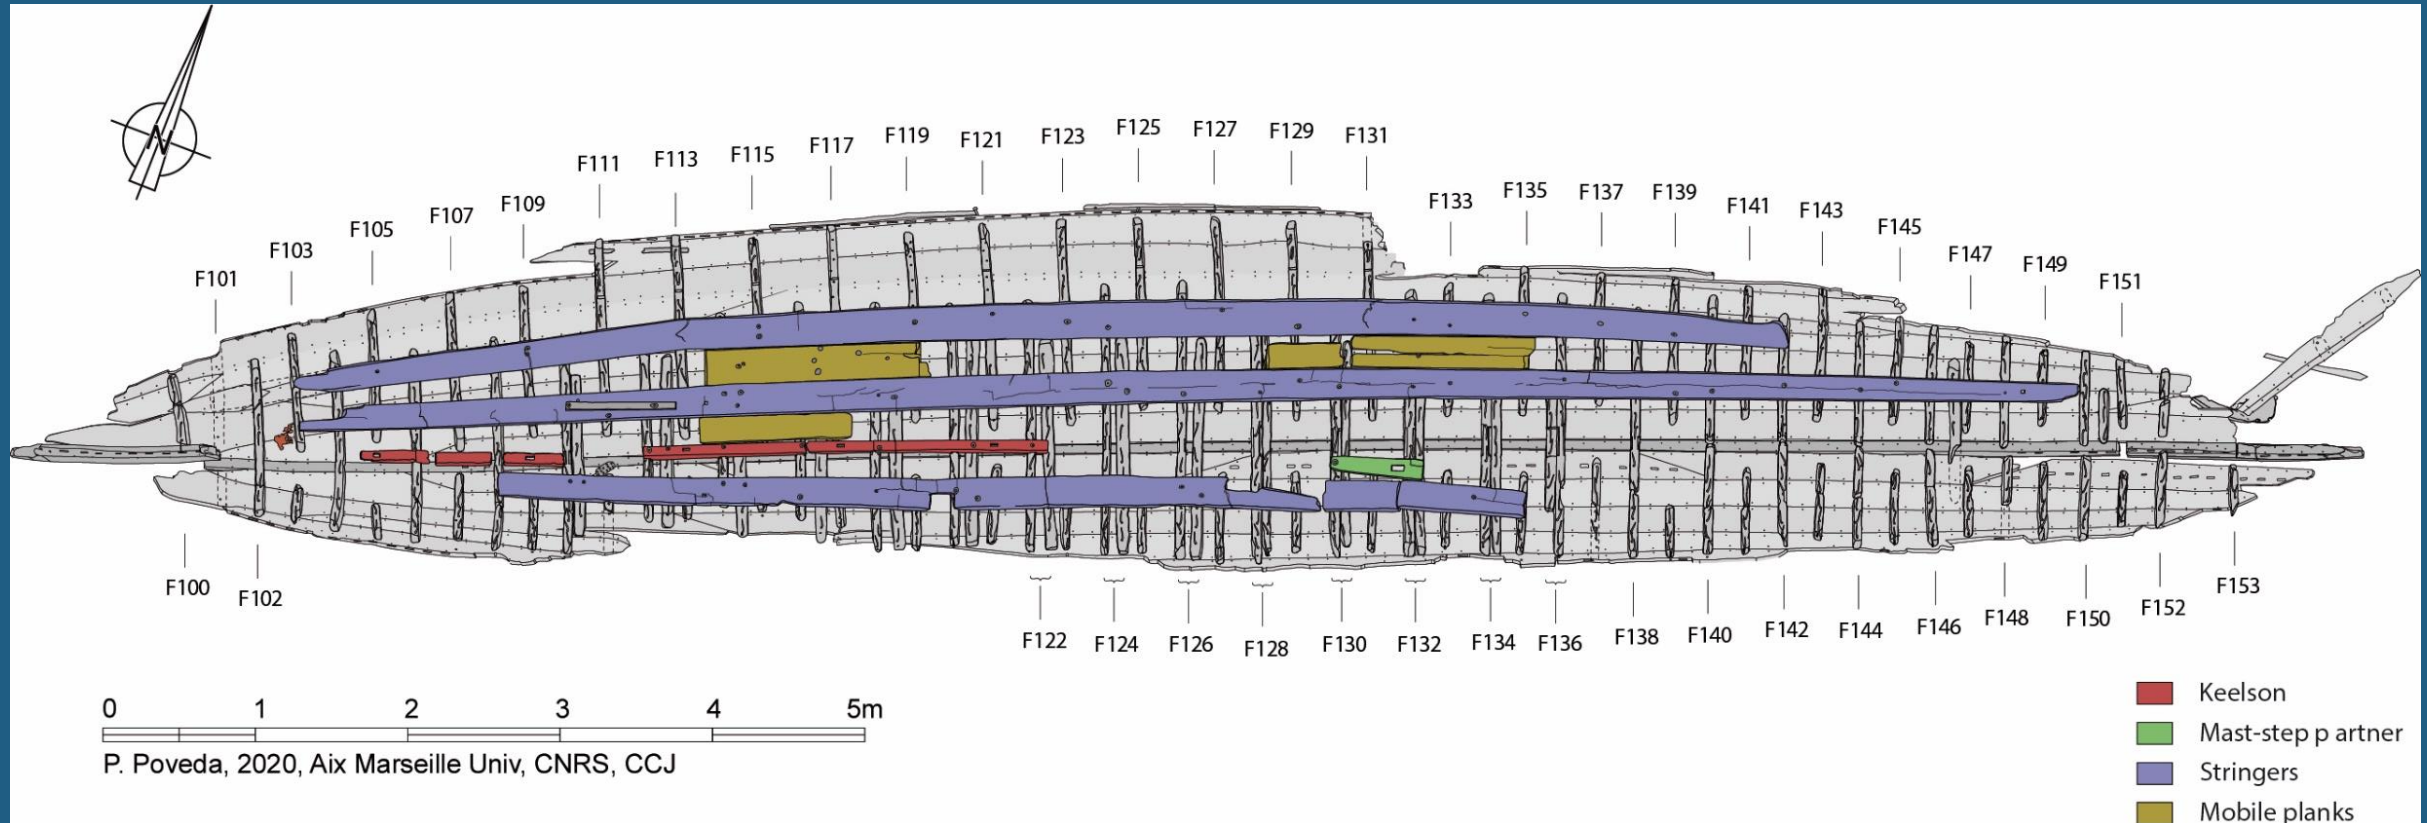 N
F101
F103
F105
F107
F109
F111
F113
F115
F117
F119
F121
F123
F125
F127
F129
F131
F133
F135
F137
F139
F141
F143
F145
F147
F149
F151
F100
F102
F122
F124
F126
F128
F130
F132
F134
F136
F138
F140
F142
F144
F146
F148
F150
F152
F153
0 1 2 3 4 5m
P. Poveda, 2020, Aix Marseille Univ, CNRS, CCJ
Keelson
Mast-step p artner
Stringers
Mobile planks